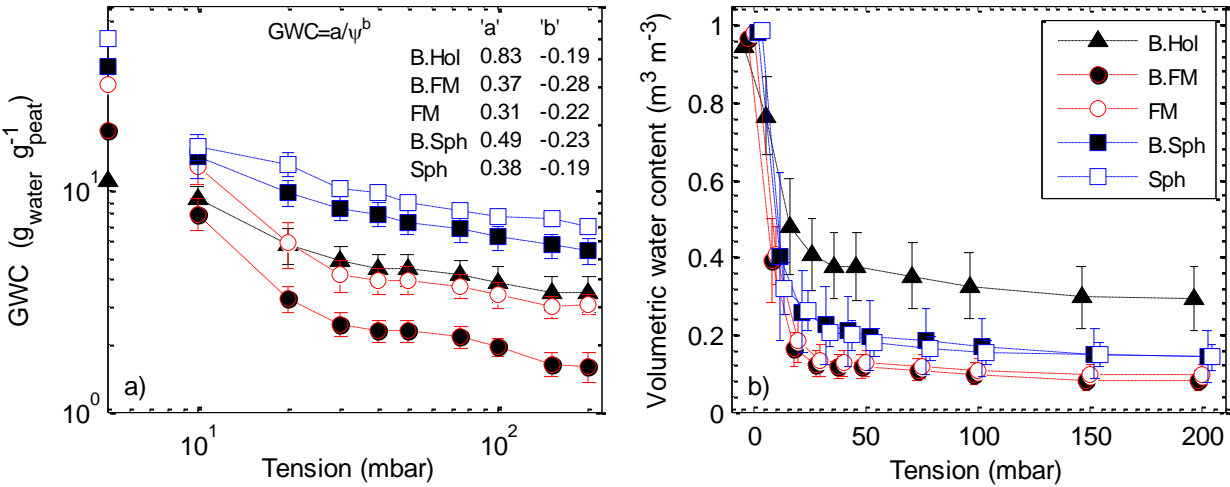 GWC=a/ψ^b 'a' 'b'
B.Hol 0.83 -0.19
B.FM 0.37 -0.28
FM 0.31 -0.22
B.Sph 0.49 -0.23
Sph 0.38 -0.19
GWC (g_water g^-1_peat)
10^1
10^0
a)
10^1 10^2
Tension (mbar)
Volumetric water content (m^3 m^-3)
1
0.8
0.6
0.4
0.2
0
B.Hol
B.FM
FM
B.Sph
Sph
b)
0 50 100 150 200
Tension (mbar)